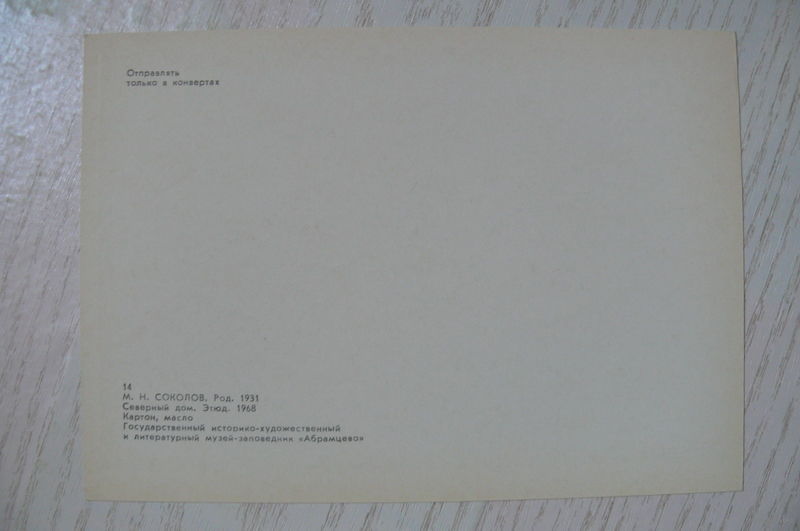 Отправлять
только в конвертах
14
М. Н. СОКОЛОВ. Род. 1931
Северный дом. Этюд. 1968
Картон, масло
Государственный историко-художественный
и литературный музей-заповедник «Абрамцево»